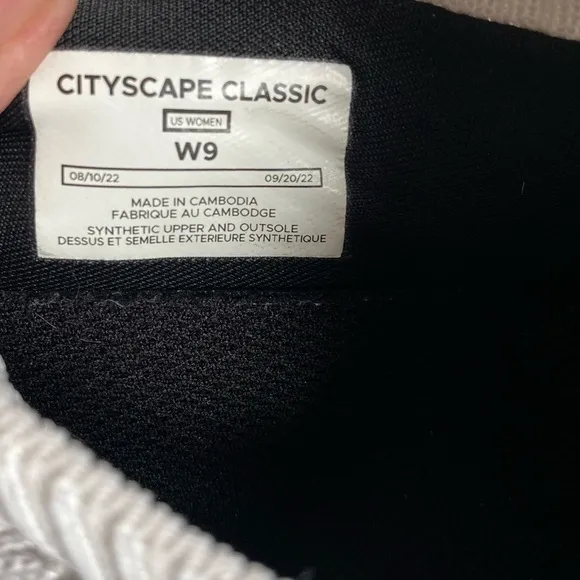 CITYSCAPE CLASSIC
US WOMEN
W9
08/10/22 09/20/22
MADE IN CAMBODIA
FABRIQUE AU CAMBODGE
SYNTHETIC UPPER AND OUTSOLE
DESSUS ET SEMELLE EXTERIEURE SYNTHETIQUE